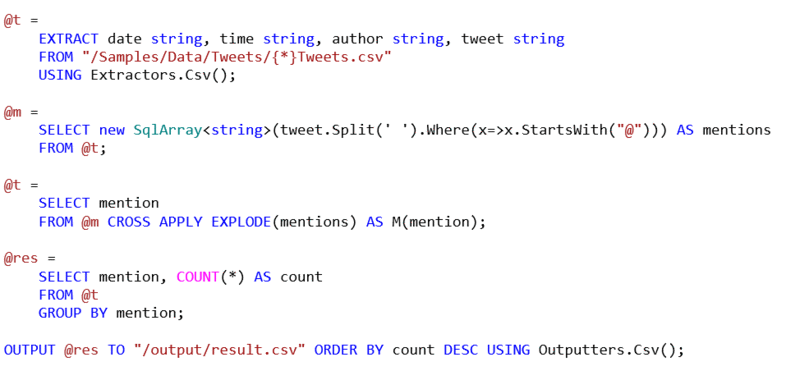 @t =
    EXTRACT date string, time string, author string, tweet string
    FROM "/Samples/Data/Tweets/{*}Tweets.csv"
    USING Extractors.Csv();
@m =
    SELECT new SqlArray<string>(tweet.Split(' ').Where(x=>x.StartsWith("@"))) AS mentions
    FROM @t;
@t =
    SELECT mention
    FROM @m CROSS APPLY EXPLODE(mentions) AS M(mention);
@res =
    SELECT mention, COUNT(*) AS count
    FROM @t
    GROUP BY mention;
OUTPUT @res TO "/output/result.csv" ORDER BY count DESC USING Outputters.Csv();